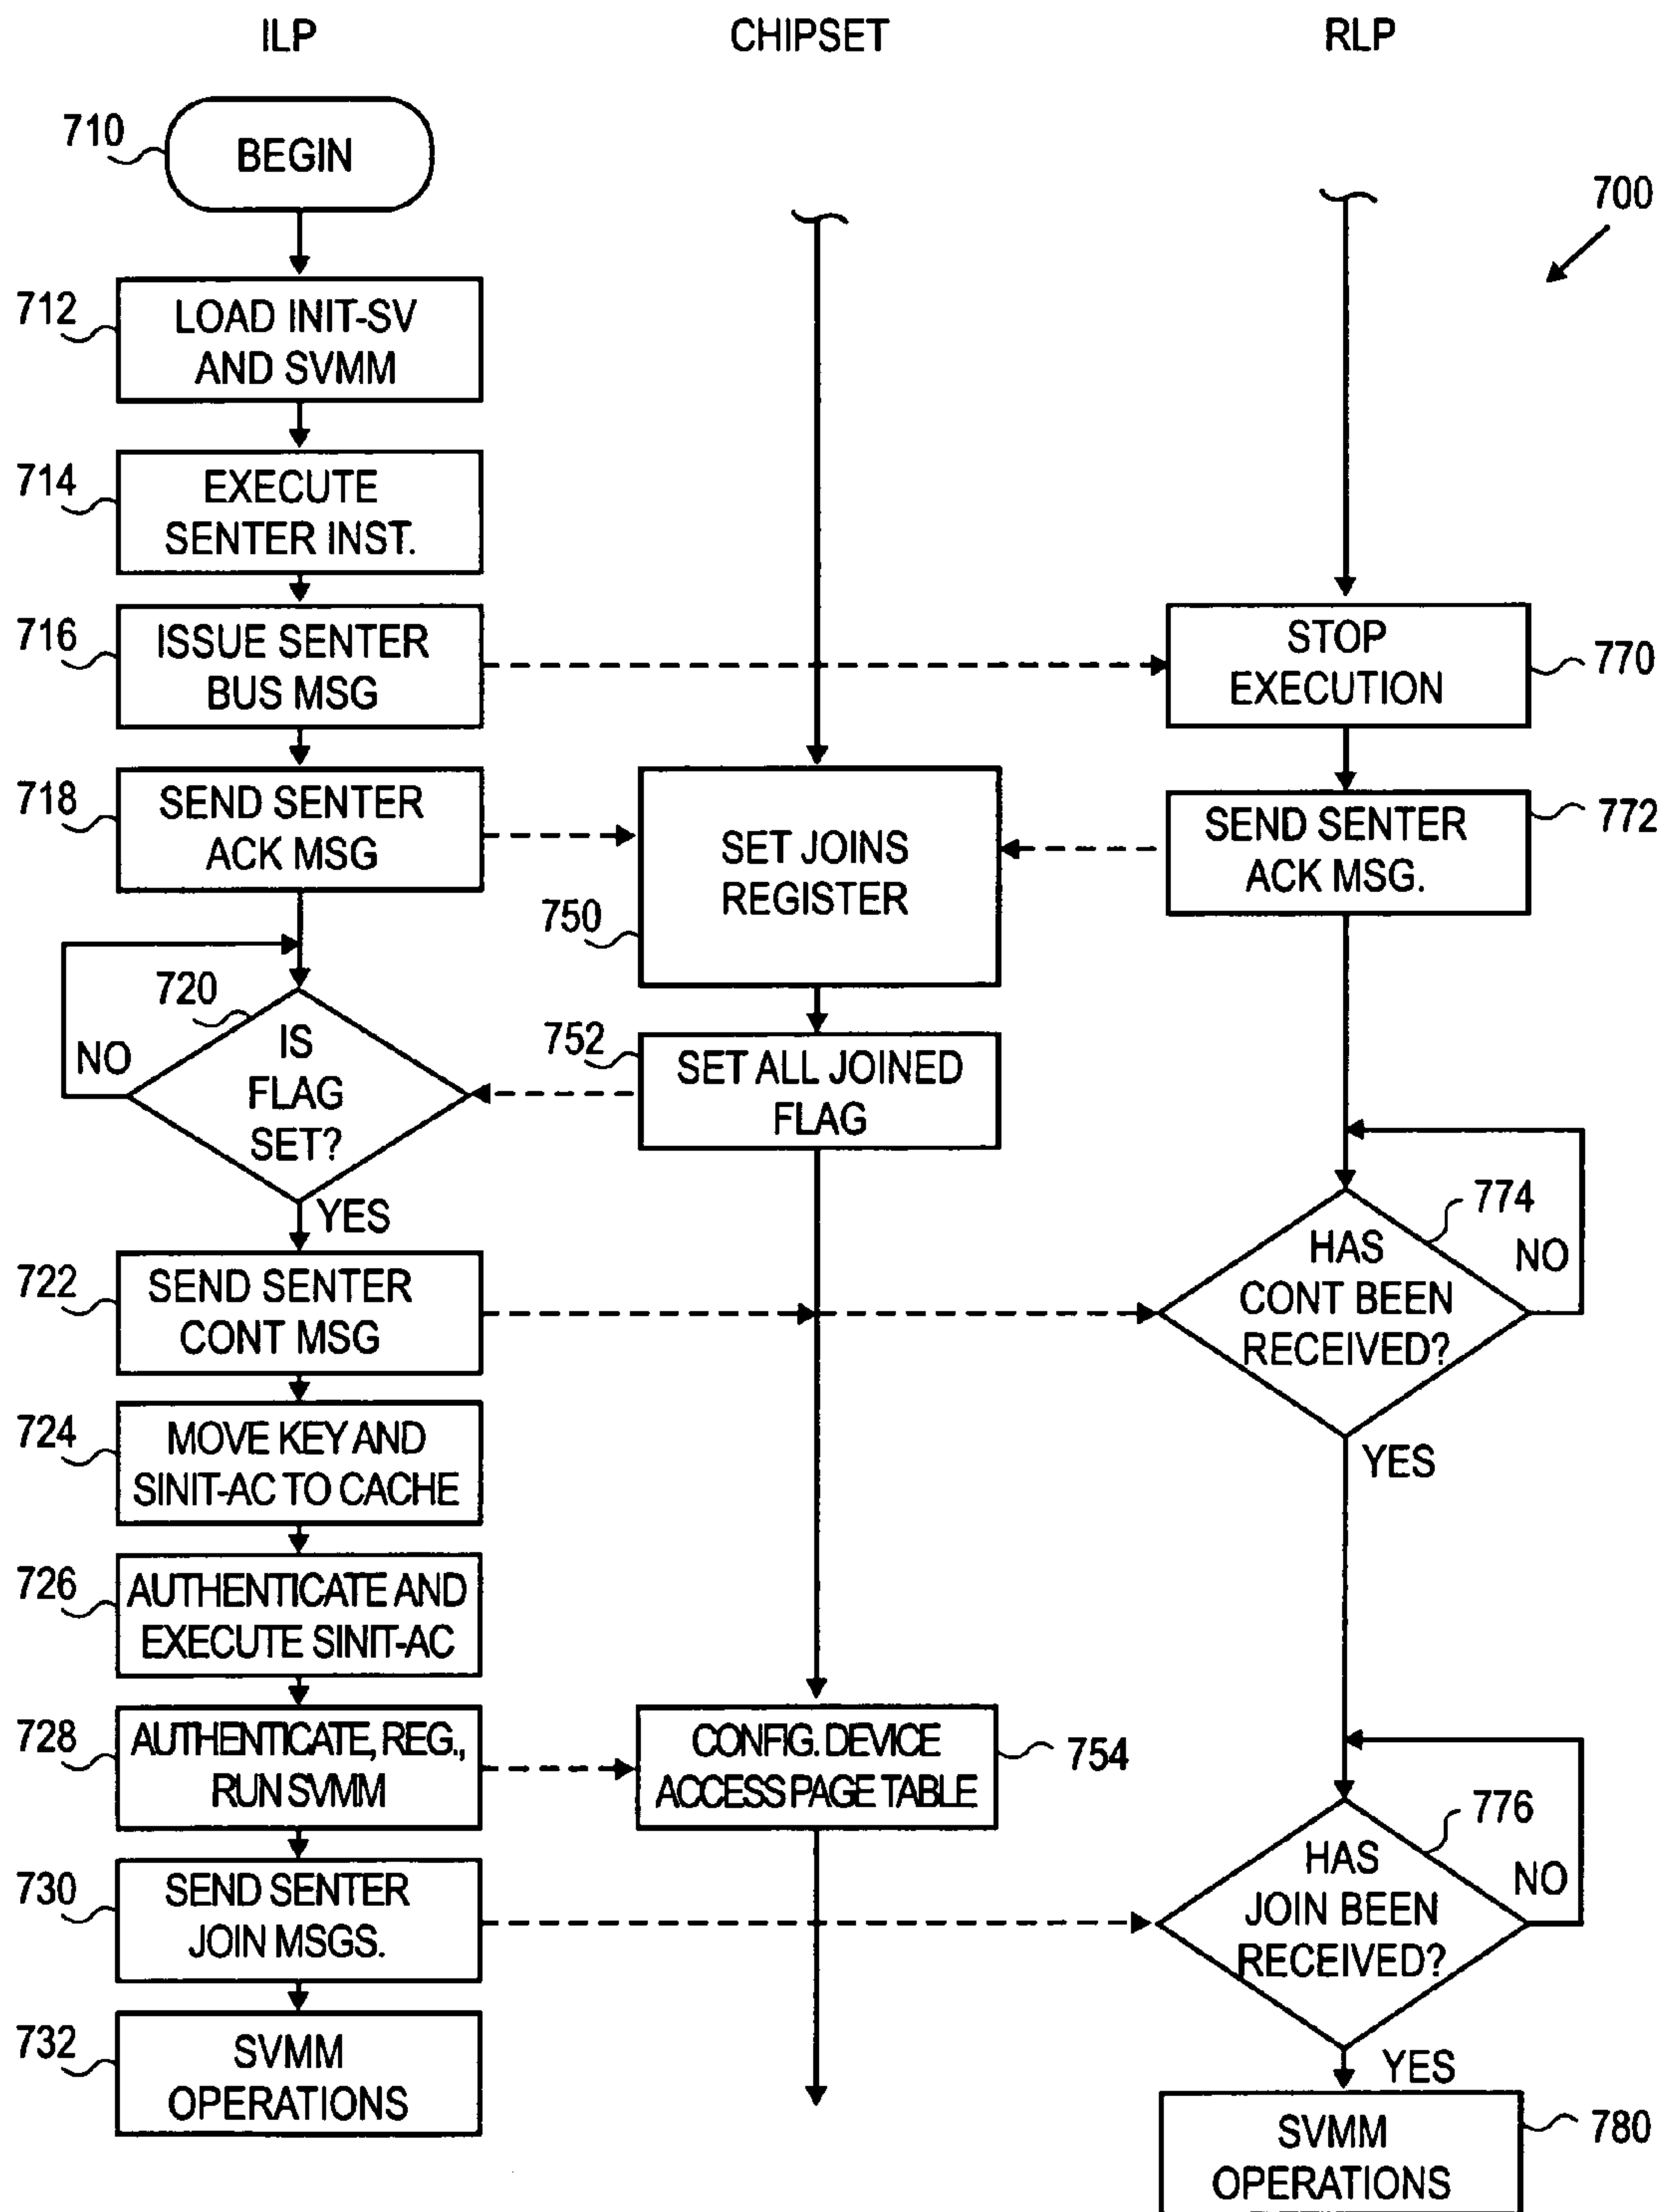 ILP
CHIPSET
RLP
700
710
BEGIN
712
LOAD INIT-SV
AND SVMM
714
EXECUTE
SENTER INST.
716
ISSUE SENTER
BUS MSG
STOP
EXECUTION
770
718
SEND SENTER
ACK MSG
SET JOINS
REGISTER
750
SEND SENTER
ACK MSG.
772
720
IS
FLAG
SET?
NO
YES
752
SET ALL JOINED
FLAG
774
HAS
CONT BEEN
RECEIVED?
NO
YES
722
SEND SENTER
CONT MSG
724
MOVE KEY AND
SINIT-AC TO CACHE
726
AUTHENTICATE AND
EXECUTE SINIT-AC
728
AUTHENTICATE, REG.,
RUN SVMM
CONFIG. DEVICE
ACCESS PAGE TABLE
754
776
HAS
JOIN BEEN
RECEIVED?
NO
YES
730
SEND SENTER
JOIN MSGS.
732
SVMM
OPERATIONS
SVMM
OPERATIONS
780